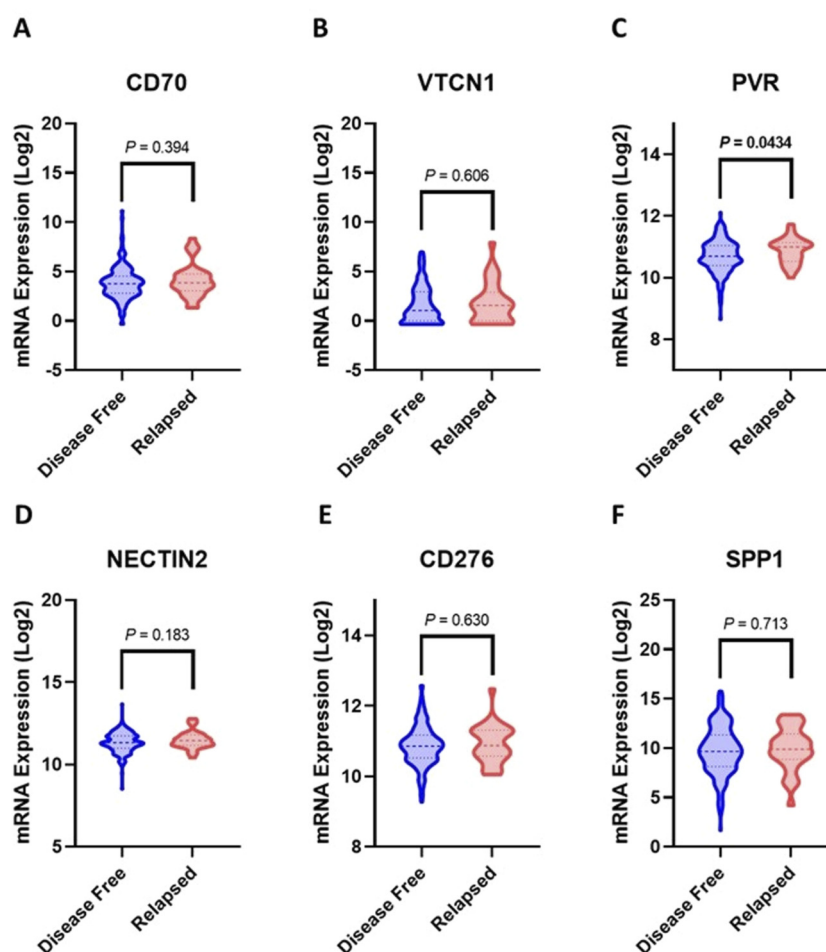 A
CD70
mRNA Expression (Log2)
20
15
10
5
0
-5
P = 0.394
Disease Free
Relapsed
B
VTCN1
mRNA Expression (Log2)
20
15
10
5
0
-5
P = 0.606
Disease Free
Relapsed
C
PVR
mRNA Expression (Log2)
14
12
10
8
P = 0.0434
Disease Free
Relapsed
D
NECTIN2
mRNA Expression (Log2)
20
15
10
5
P = 0.183
Disease Free
Relapsed
E
CD276
mRNA Expression (Log2)
14
12
10
8
P = 0.630
Disease Free
Relapsed
F
SPP1
mRNA Expression (Log2)
25
20
15
10
5
0
P = 0.713
Disease Free
Relapsed